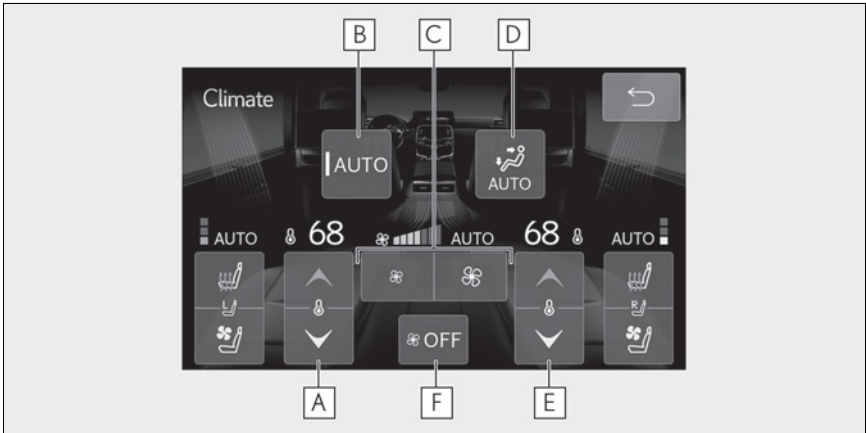 B C D
Climate
AUTO
AUTO
AUTO 68 AUTO 68 AUTO
L R
OFF
A F E